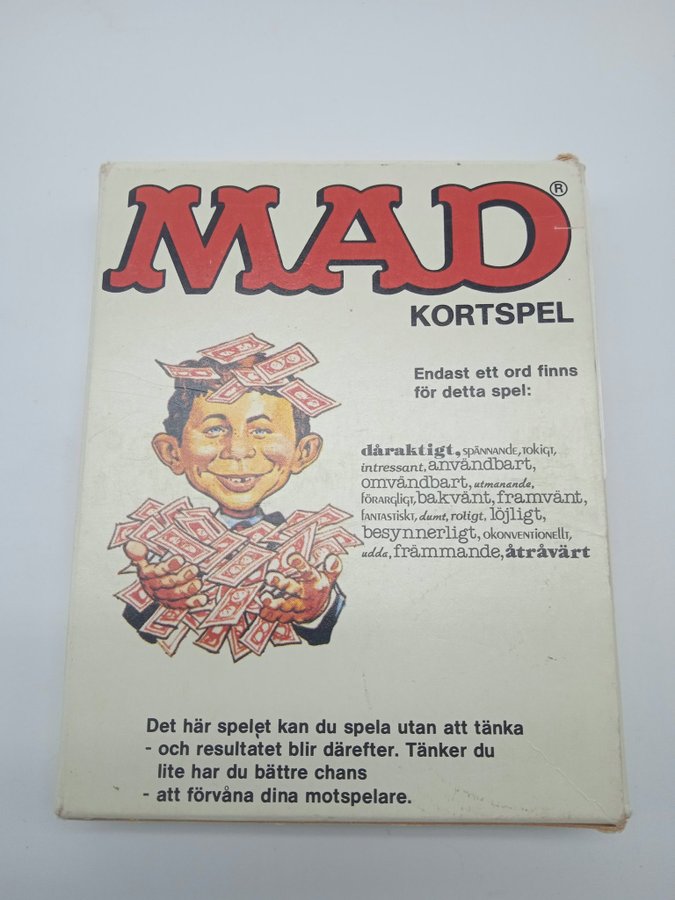 MAD®
KORTSPEL
Endast ett ord finns
för detta spel:
dåraktigt, SPÄNNANDE, TOKIGT,
intressant, användbart,
omvändbart, utmanande,
förargligt, bakvänt, framvänt,
FANTASTISKT, dumt, roligt, löjligt,
besynnerligt, OKONVENTIONELLT,
udda, främmande, åtråvärt
Det här spelet kan du spela utan att tänka
- och resultatet blir därefter. Tänker du
lite har du bättre chans
- att förvåna dina motspelare.